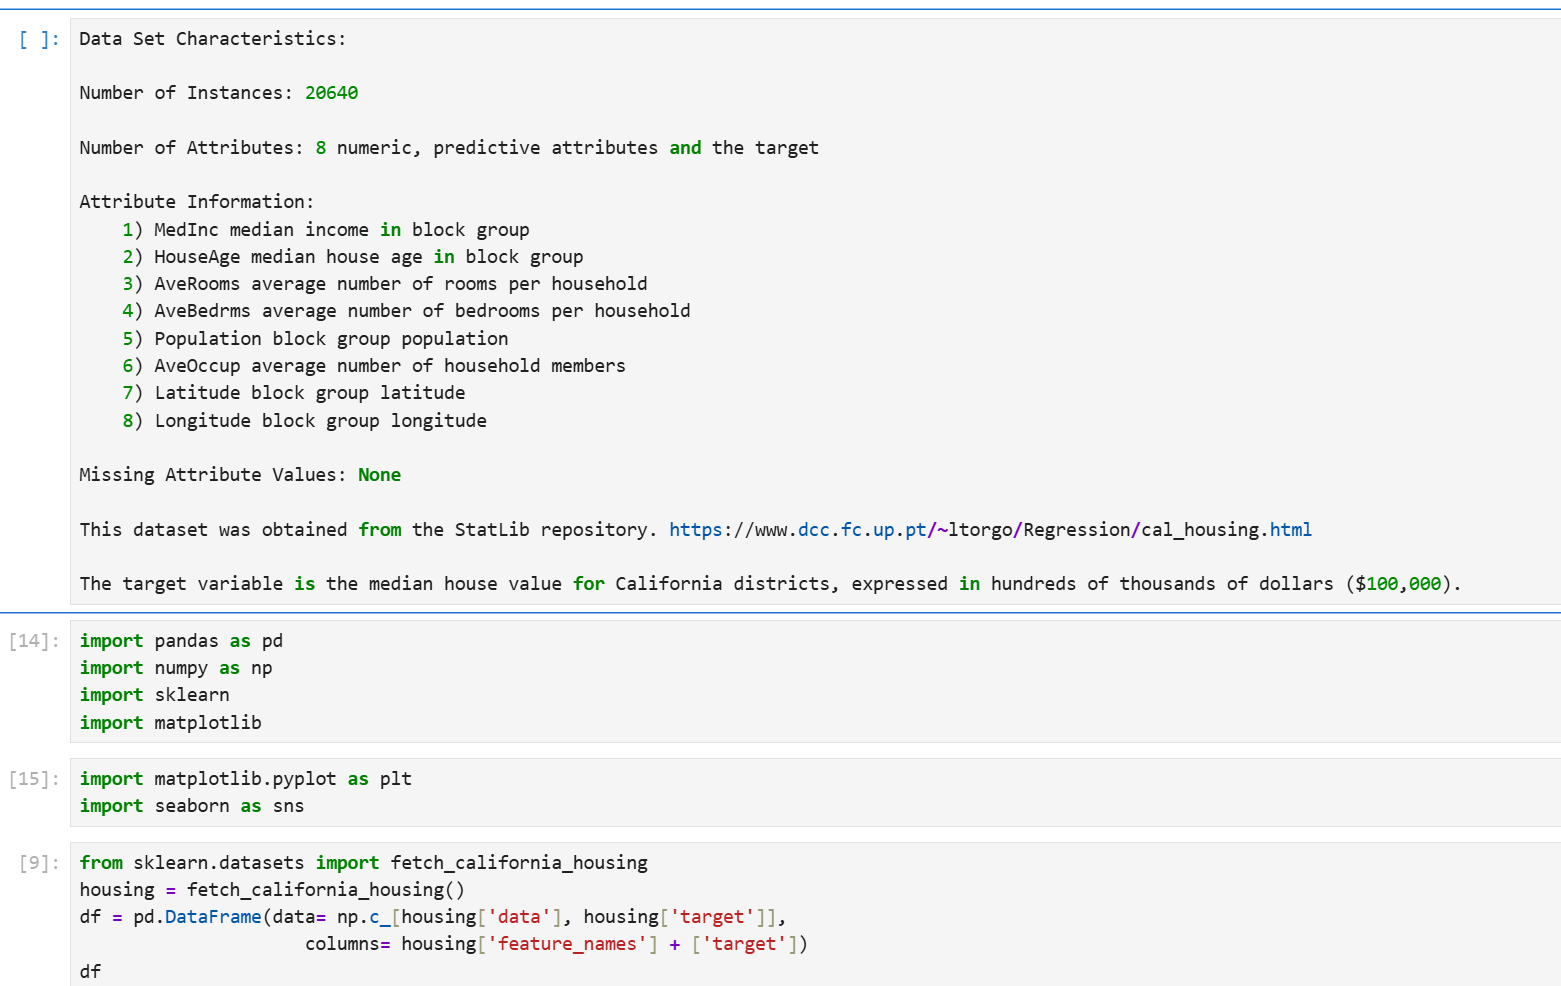 [ ]:
Data Set Characteristics:
Number of Instances: 20640
Number of Attributes: 8 numeric, predictive attributes and the target
Attribute Information:
1) MedInc median income in block group
2) HouseAge median house age in block group
3) AveRooms average number of rooms per household
4) AveBedrms average number of bedrooms per household
5) Population block group population
6) AveOccup average number of household members
7) Latitude block group latitude
8) Longitude block group longitude
Missing Attribute Values: None
This dataset was obtained from the StatLib repository. https://www.dcc.fc.up.pt/~ltorgo/Regression/cal_housing.html
The target variable is the median house value for California districts, expressed in hundreds of thousands of dollars ($100,000).
[14]:
import pandas as pd
import numpy as np
import sklearn
import matplotlib
[15]:
import matplotlib.pyplot as plt
import seaborn as sns
[9]:
from sklearn.datasets import fetch_california_housing
housing = fetch_california_housing()
df = pd.DataFrame(data= np.c_[housing['data'], housing['target']],
columns= housing['feature_names'] + ['target'])
df